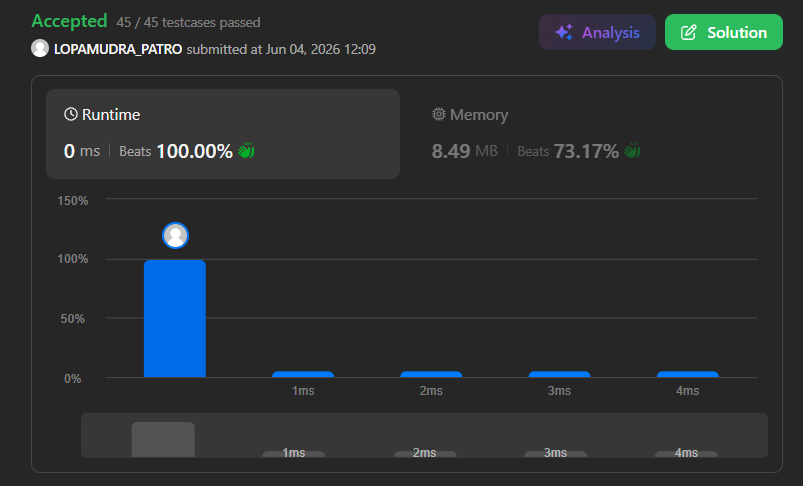 Accepted 45 / 45 testcases passed
LOPAMUDRA_PATRO submitted at Jun 04, 2026 12:09
Analysis
Solution
Runtime
0 ms | Beats 100.00%
Memory
8.49 MB | Beats 73.17%
150%
100%
50%
0%
1ms 2ms 3ms 4ms
1ms 2ms 3ms 4ms